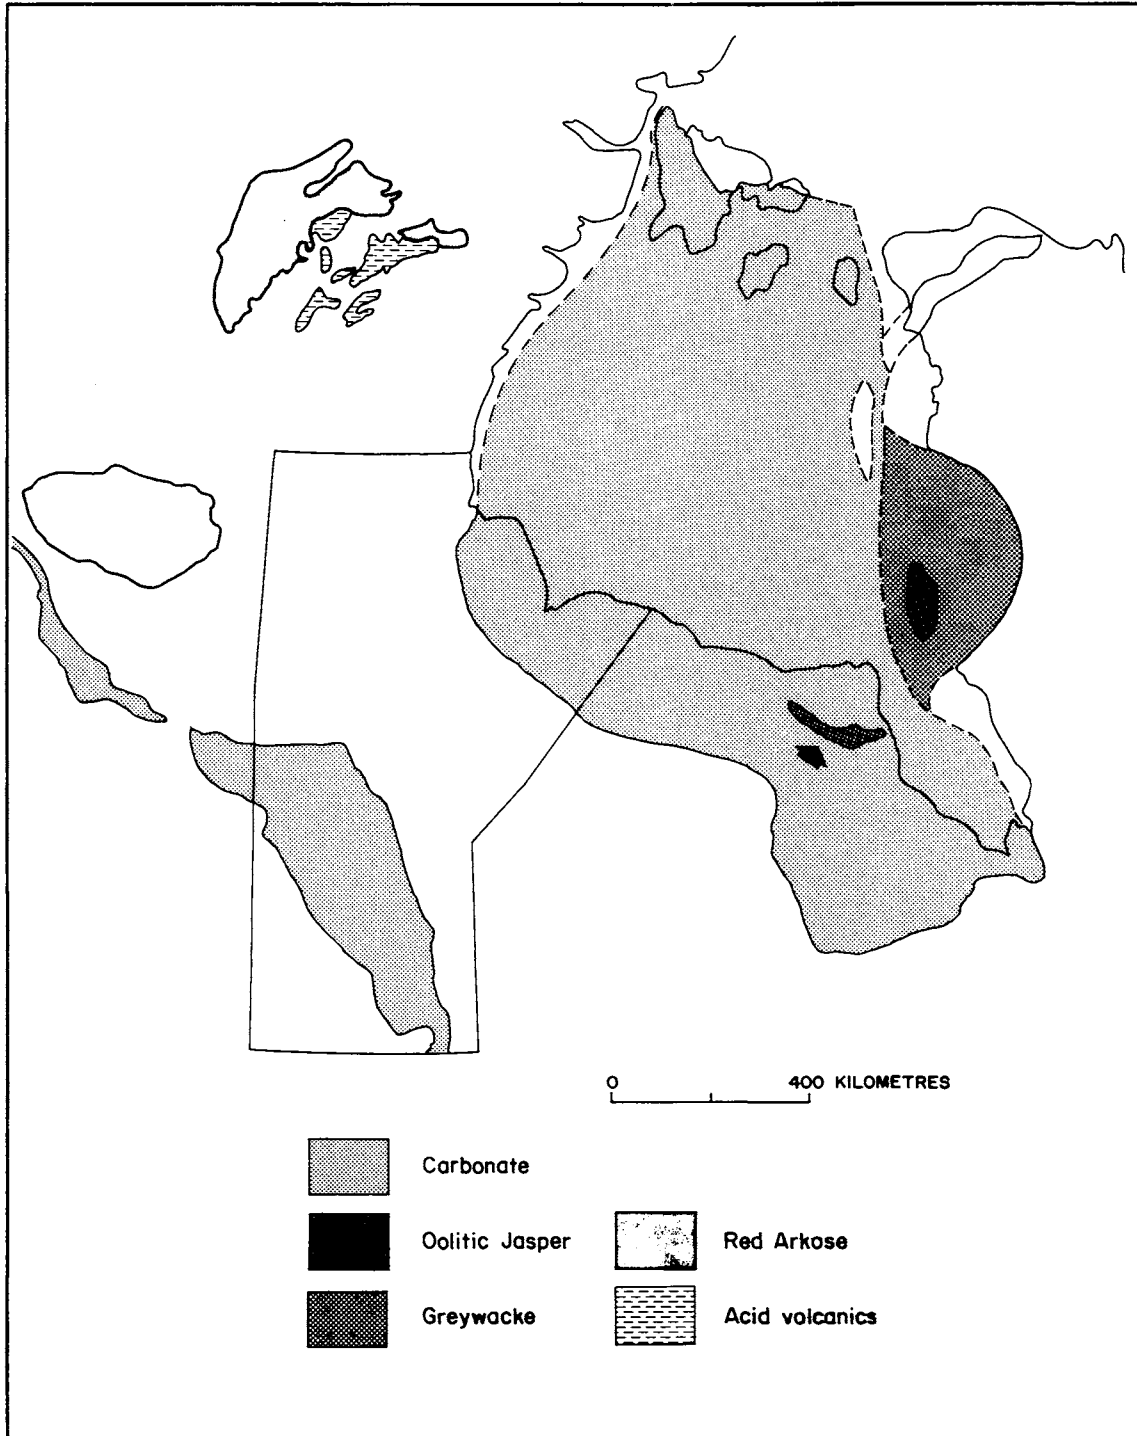 0 400 KILOMETRES
Carbonate
Oolitic Jasper
Red Arkose
Greywacke
Acid volcanics